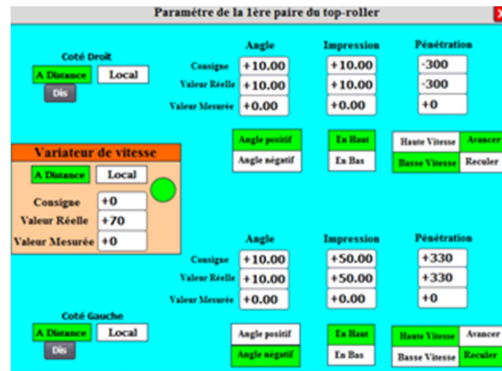 Paramétre de la 1ère paire du top-roller X
Angle Impression Pénétration
Coté Droit
Consigne +10.00 +10.00 -300
A Distance Local
Valeur Réelle +10.00 +10.00 -300
Dis
Valeur Mesurée +0.00 +0.00 +0
Angle positif En Haut Haute Vitesse Avancer
Angle négatif En Bas Basse Vitesse Reculer
Variateur de vitesse
A Distance Local
Consigne +0
Valeur Réelle +70
Valeur Mesurée +0
Angle Impression Pénétration
Consigne +10.00 +50.00 +330
Valeur Réelle +10.00 +50.00 +330
Valeur Mesurée +0.00 +0.00 +0
Coté Gauche
A Distance Local
Dis
Angle positif En Haut Haute Vitesse Avancer
Angle négatif En Bas Basse Vitesse Reculer